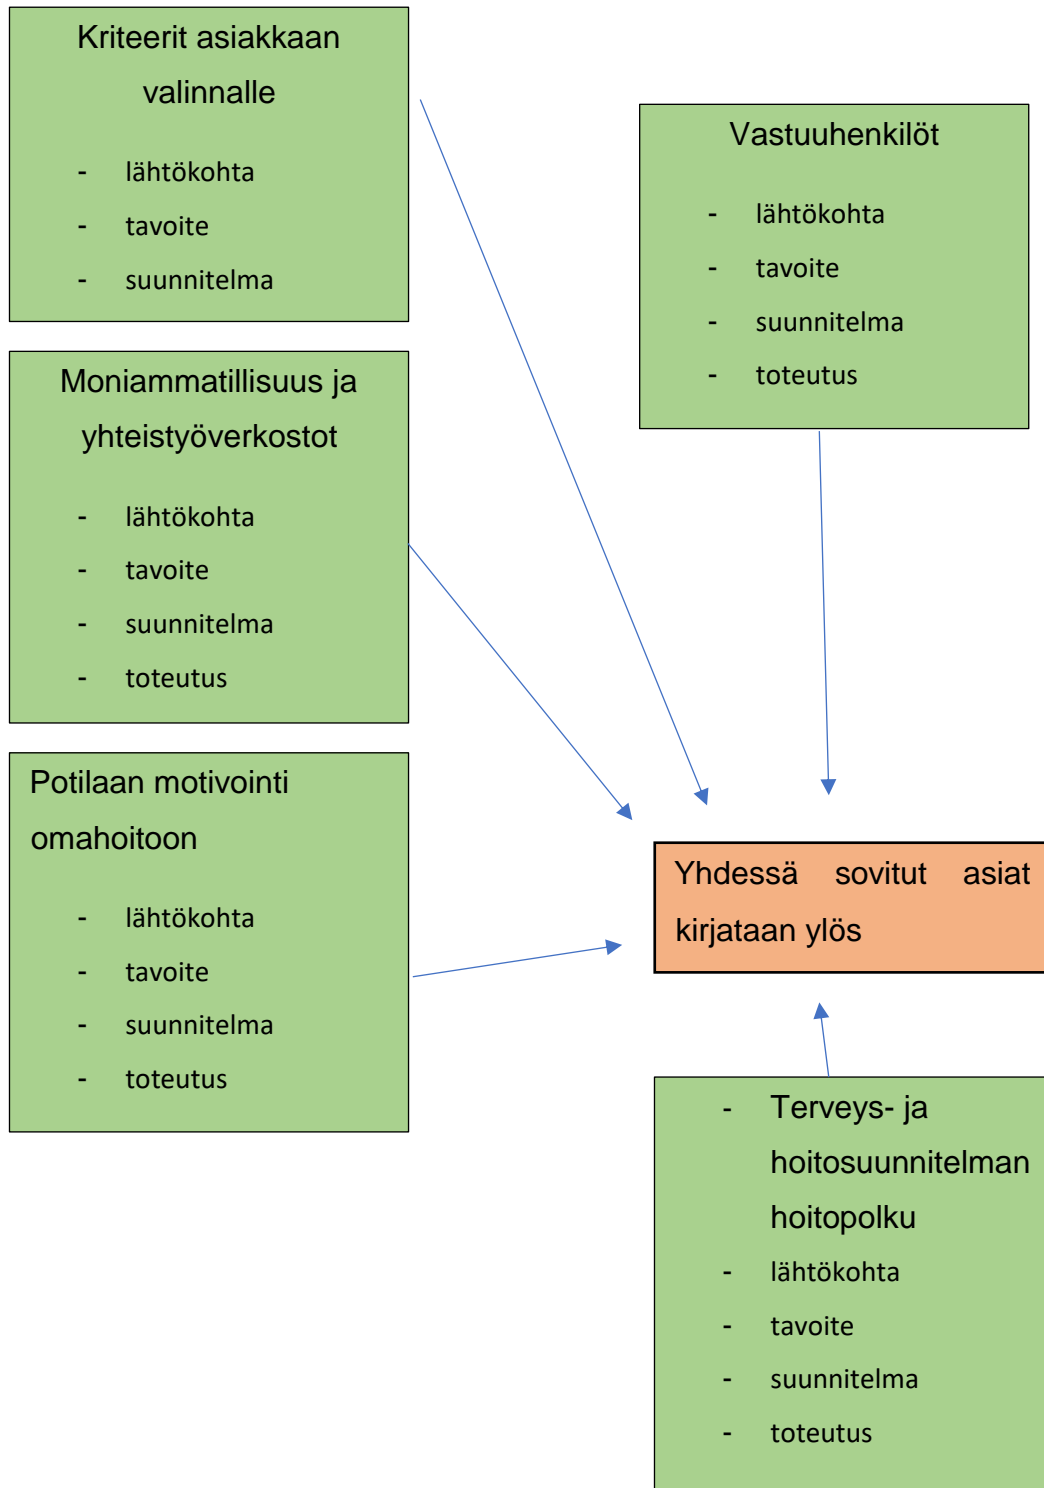 Kriteerit asiakkaan
valinnalle
- lähtökohta
- tavoite
- suunnitelma
Vastuuhenkilöt
- lähtökohta
- tavoite
- suunnitelma
- toteutus
Moniammatillisuus ja
yhteistyöverkostot
- lähtökohta
- tavoite
- suunnitelma
- toteutus
Potilaan motivointi
omahoitoon
- lähtökohta
- tavoite
- suunnitelma
- toteutus
Yhdessä sovitut asiat
kirjataan ylös
- Terveys- ja
hoitosuunnitelman
hoitopolku
- lähtökohta
- tavoite
- suunnitelma
- toteutus